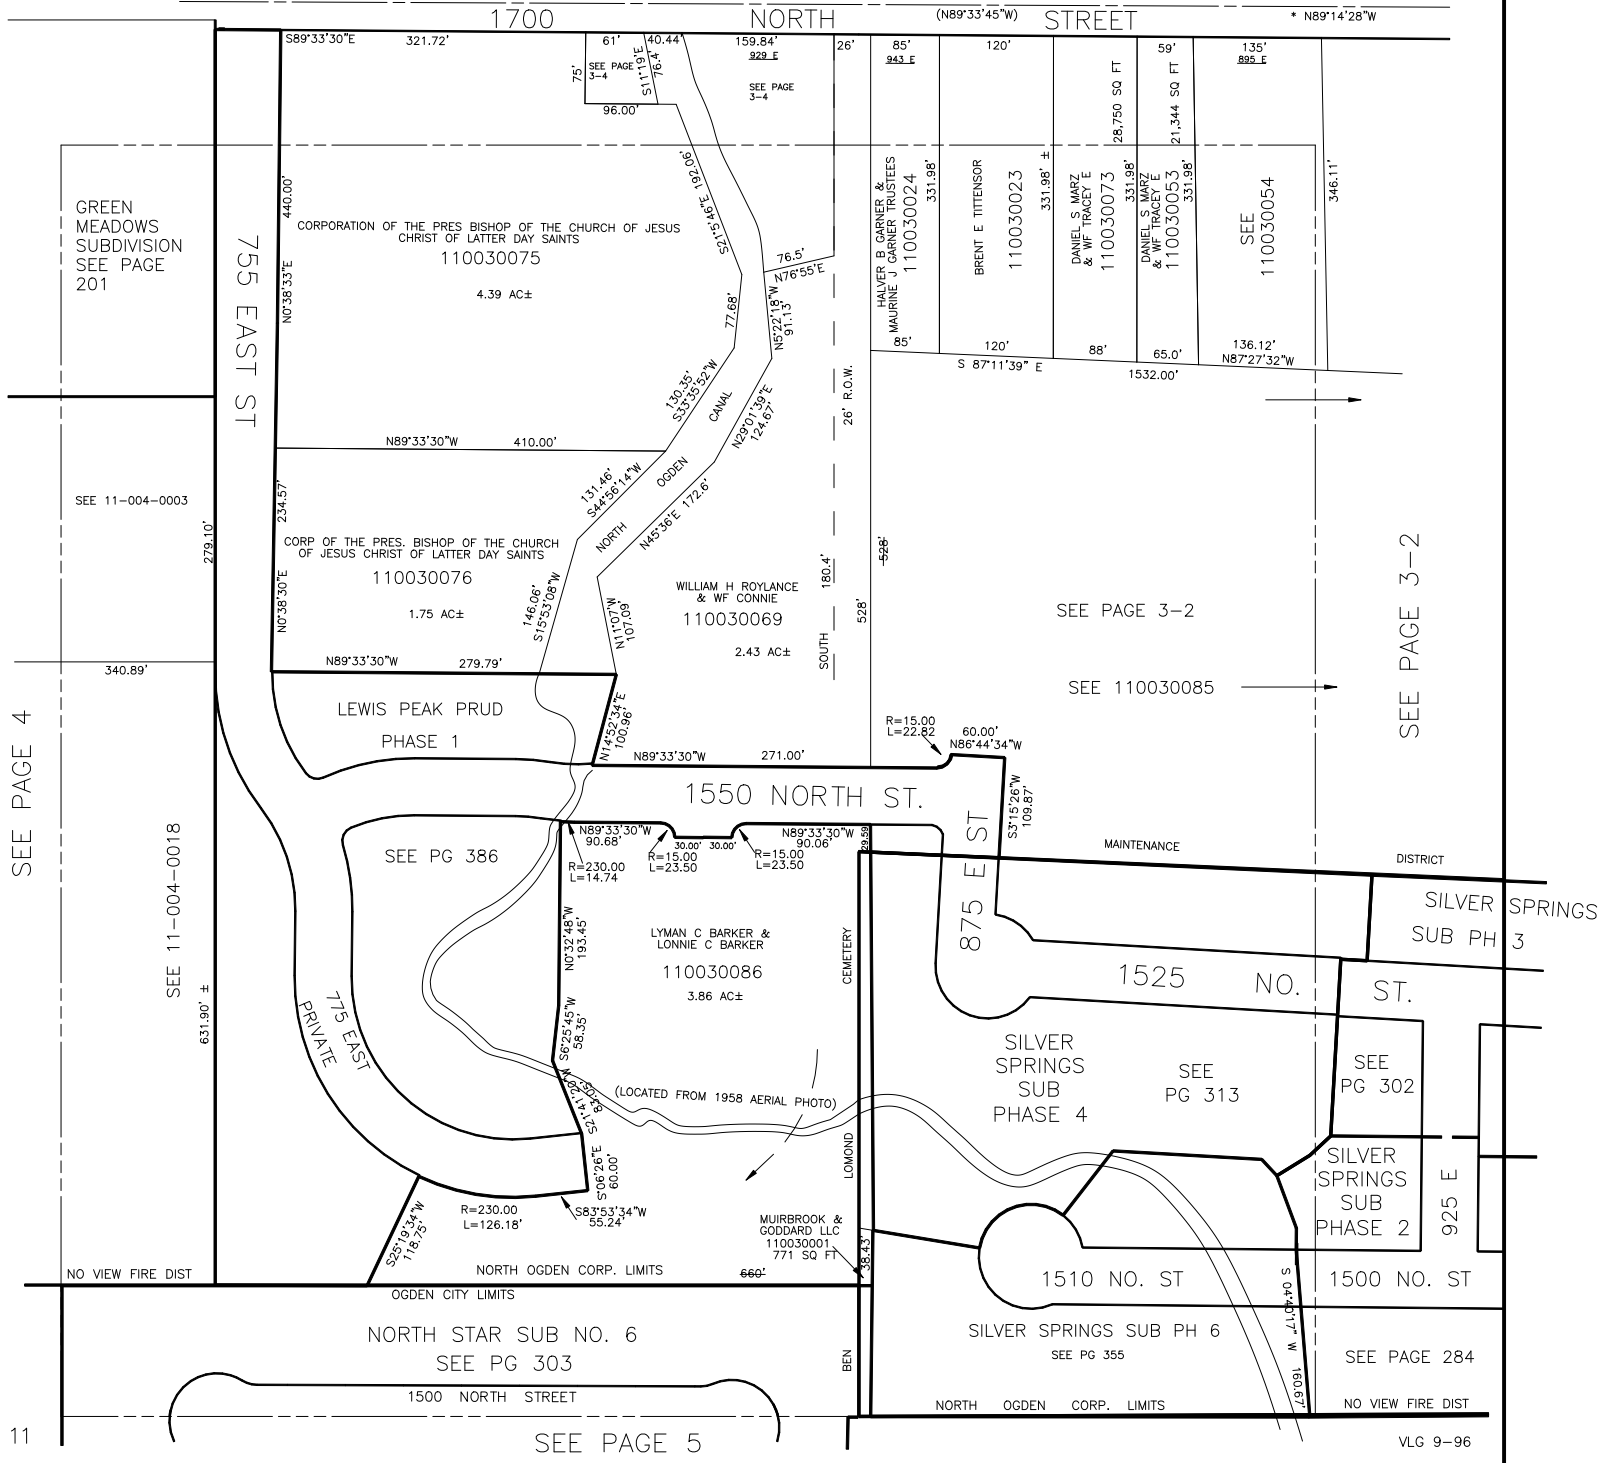 1700 NORTH STREET
(N89°33'45"W)
* N89°14'28"W
S89°33'30"E
321.72'
61'
40.44'
159.84'
929 E
26'
85'
943 E
120'
59'
135'
895 E
SEE PAGE
3-4
75'
S11°19'E
76.4'
96.00'
SEE PAGE
3-4
28,750 SQ FT
21,344 SQ FT
GREEN
MEADOWS
SUBDIVISION
SEE PAGE
201
755 EAST ST
440.00'
N0°38'33"E
CORPORATION OF THE PRES BISHOP OF THE CHURCH OF JESUS
CHRIST OF LATTER DAY SAINTS
110030075
4.39 AC±
S21°5'46"E 192.06'
77.68'
76.5'
N76°55'E
N5°22'18"W
91.13'
HALVER B GARNER &
MAURINE J GARNER TRUSTEES
110030024
331.98'
BRENT E TITTENSOR
110030023
331.98' ±
DANIEL S MARZ
& WF TRACEY E
110030073
331.98'
DANIEL S MARZ
& WF TRACEY E
110030053
331.98'
SEE
110030054
346.11'
85'
120'
88'
65.0'
136.12'
N87°27'32"W
S 87°11'39" E
1532.00'
130.35'
S33°35'52"W
CANAL
N29°01'39"E
124.67'
26' R.O.W.
N89°33'30"W
410.00'
131.46'
S44°56'14"W
OGDEN
NORTH
N45°36'E 172.6'
SEE 11-004-0003
279.10'
234.57'
N0°38'30"E
CORP OF THE PRES. BISHOP OF THE CHURCH
OF JESUS CHRIST OF LATTER DAY SAINTS
110030076
1.75 AC±
146.06'
S15°53'08"W
N11°07'W
107.09'
WILLIAM H ROYLANCE
& WF CONNIE
110030069
2.43 AC±
SOUTH 180.4'
528'
528'
SEE PAGE 3-2
SEE 110030085
SEE PAGE 3-2
340.89'
N89°33'30"W
279.79'
LEWIS PEAK PRUD
PHASE 1
N14°52'34"E
100.96'
N89°33'30"W
271.00'
R=15.00
L=22.82
60.00'
N86°44'34"W
S3°15'26"W
109.87'
SEE PAGE 4
SEE 11-004-0018
631.90' ±
1550 NORTH ST.
875 E ST
SEE PG 386
N89°33'30"W
90.68'
R=230.00
L=14.74
R=15.00
L=23.50
30.00'
30.00'
R=15.00
L=23.50
N89°33'30"W
90.06'
29.59
MAINTENANCE
DISTRICT
SILVER SPRINGS
SUB PH 3
N0°32'48"W
193.45'
LYMAN C BARKER &
LONNIE C BARKER
110030086
3.86 AC±
CEMETERY
1525 NO. ST.
775 EAST
PRIVATE
S6°25'45"W
58.35'
S21°41'20"W
83.05'
(LOCATED FROM 1958 AERIAL PHOTO)
SILVER
SPRINGS
SUB
PHASE 4
SEE
PG 313
SEE
PG 302
S06°26"E
60.00'
LOMOND
SILVER
SPRINGS
SUB
PHASE 2
925 E
S25°19'34"W
118.75'
R=230.00
L=126.18'
S83°53'34"W
55.24'
MUIRBROOK &
GODDARD LLC
110030001
771 SQ FT
38.43'
NO VIEW FIRE DIST
NORTH OGDEN CORP. LIMITS
660'
OGDEN CITY LIMITS
1510 NO. ST
1500 NO. ST
S 04°40'17" W 160.67'
NORTH STAR SUB NO. 6
SEE PG 303
BEN
SILVER SPRINGS SUB PH 6
SEE PG 355
SEE PAGE 284
1500 NORTH STREET
NORTH OGDEN CORP. LIMITS
NO VIEW FIRE DIST
11
SEE PAGE 5
VLG 9-96